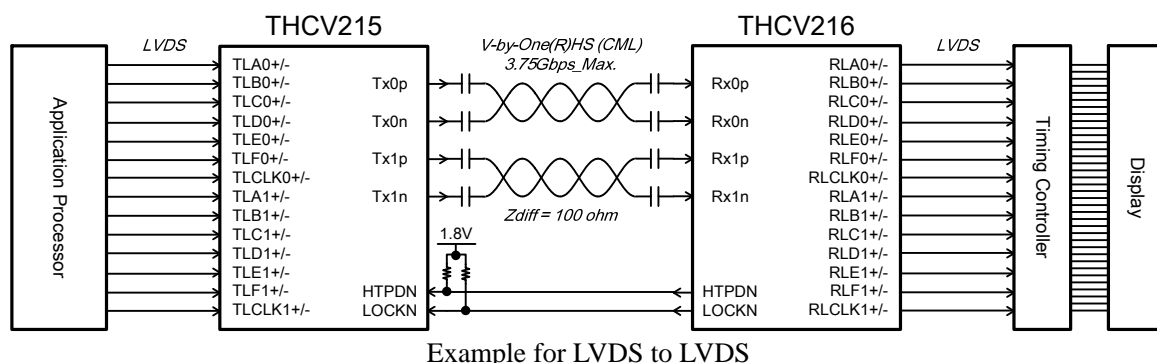 THCV215
THCV216
LVDS
V-by-One(R)HS (CML)
3.75Gbps_Max.
LVDS
Application Processor
TLA0+/-
TLB0+/-
TLC0+/-
TLD0+/-
TLE0+/-
TLF0+/-
TLCLK0+/-
TLA1+/-
TLB1+/-
TLC1+/-
TLD1+/-
TLE1+/-
TLF1+/-
TLCLK1+/-
Tx0p
Tx0n
Tx1p
Tx1n
HTPDN
LOCKN
Zdiff = 100 ohm
1.8V
Rx0p
Rx0n
Rx1p
Rx1n
HTPDN
LOCKN
RLA0+/-
RLB0+/-
RLC0+/-
RLD0+/-
RLE0+/-
RLF0+/-
RLCLK0+/-
RLA1+/-
RLB1+/-
RLC1+/-
RLD1+/-
RLE1+/-
RLF1+/-
RLCLK1+/-
Timing Controller
Display
Example for LVDS to LVDS